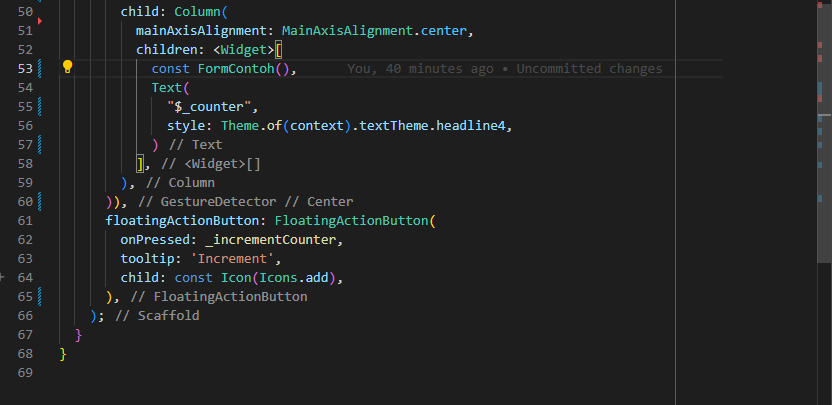 50 child: Column(
51 mainAxisAlignment: MainAxisAlignment.center,
52 children: <Widget>[
53 const FormContoh(), You, 40 minutes ago • Uncommitted changes
54 Text(
55 "$_counter",
56 style: Theme.of(context).textTheme.headline4,
57 ) // Text
58 ], // <Widget>[]
59 ), // Column
60 )), // GestureDetector // Center
61 floatingActionButton: FloatingActionButton(
62 onPressed: _incrementCounter,
63 tooltip: 'Increment',
64 child: const Icon(Icons.add),
65 ), // FloatingActionButton
66 ); // Scaffold
67 }
68 }
69